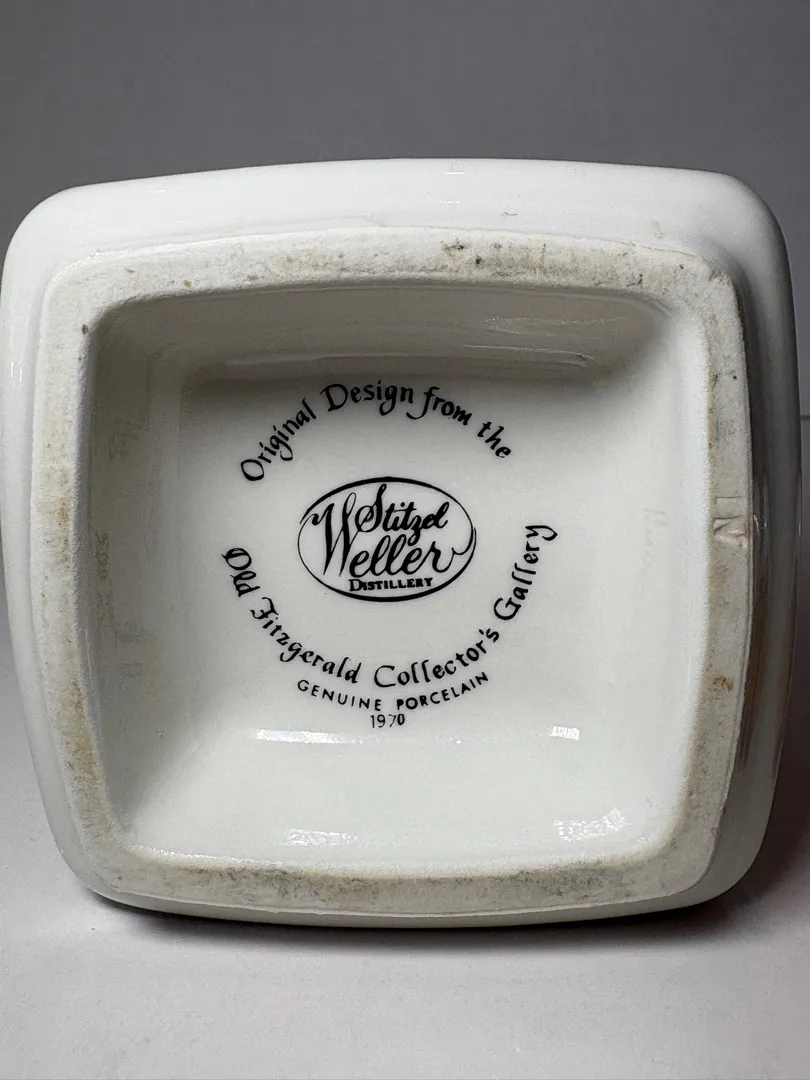 Original Design from the
Stitzel
Weller
DISTILLERY
Old Fitzgerald Collector's Gallery
GENUINE PORCELAIN
1970